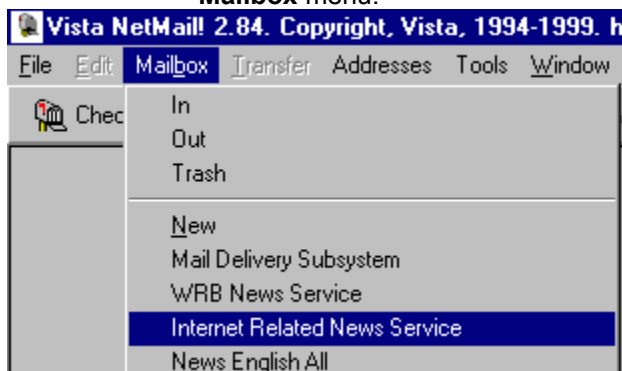 Mailbox menu.
Vista NetMail! 2.84. Copyright, Vista, 1994-1999. h
File Edit Mailbox Transfer Addresses Tools Window
Chec
In
Out
Trash
New
Mail Delivery Subsystem
WRB News Service
Internet Related News Service
News English All